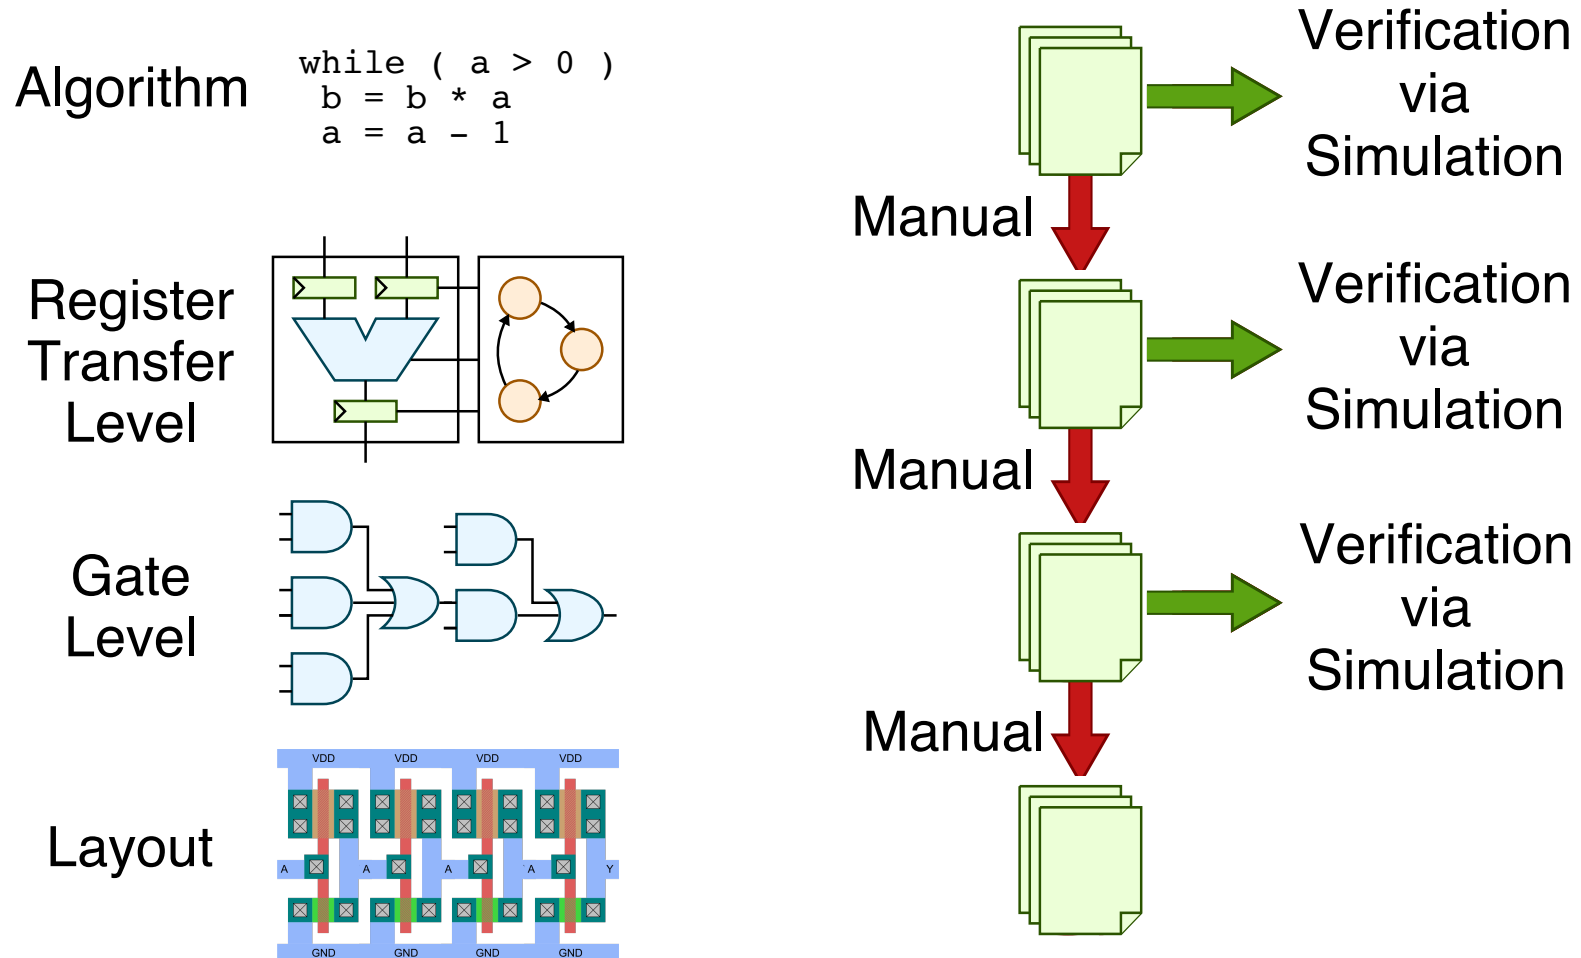 Algorithm
while ( a > 0 )
b = b * a
a = a - 1
Verification
via
Simulation
Manual
Register
Transfer
Level
Verification
via
Simulation
Manual
Gate
Level
Verification
via
Simulation
Manual
Layout
VDD VDD VDD VDD
A A A A Y
GND GND GND GND